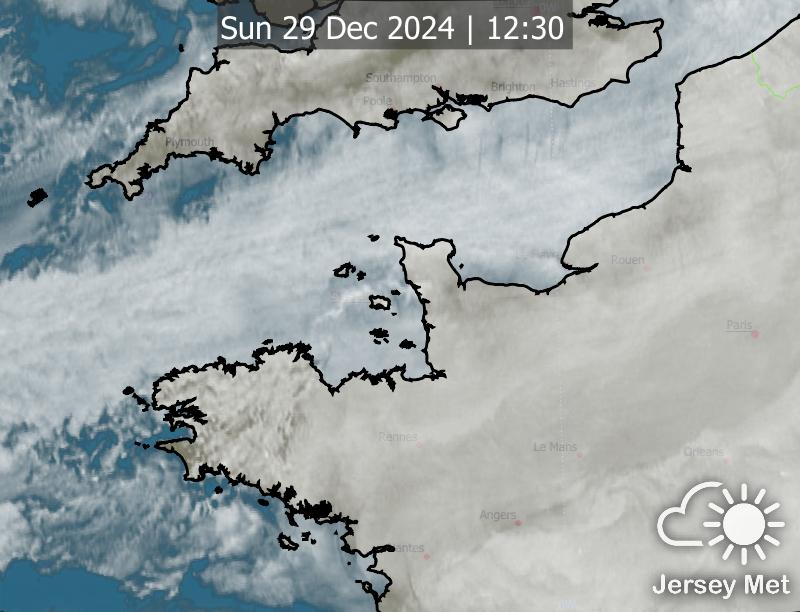 Sun 29 Dec 2024 | 12:30
Southampton
Brighton
Hastings
Poole
Plymouth
Rouen
Paris
Rennes
Le Mans
Orleans
Angers
Nantes
Jersey Met